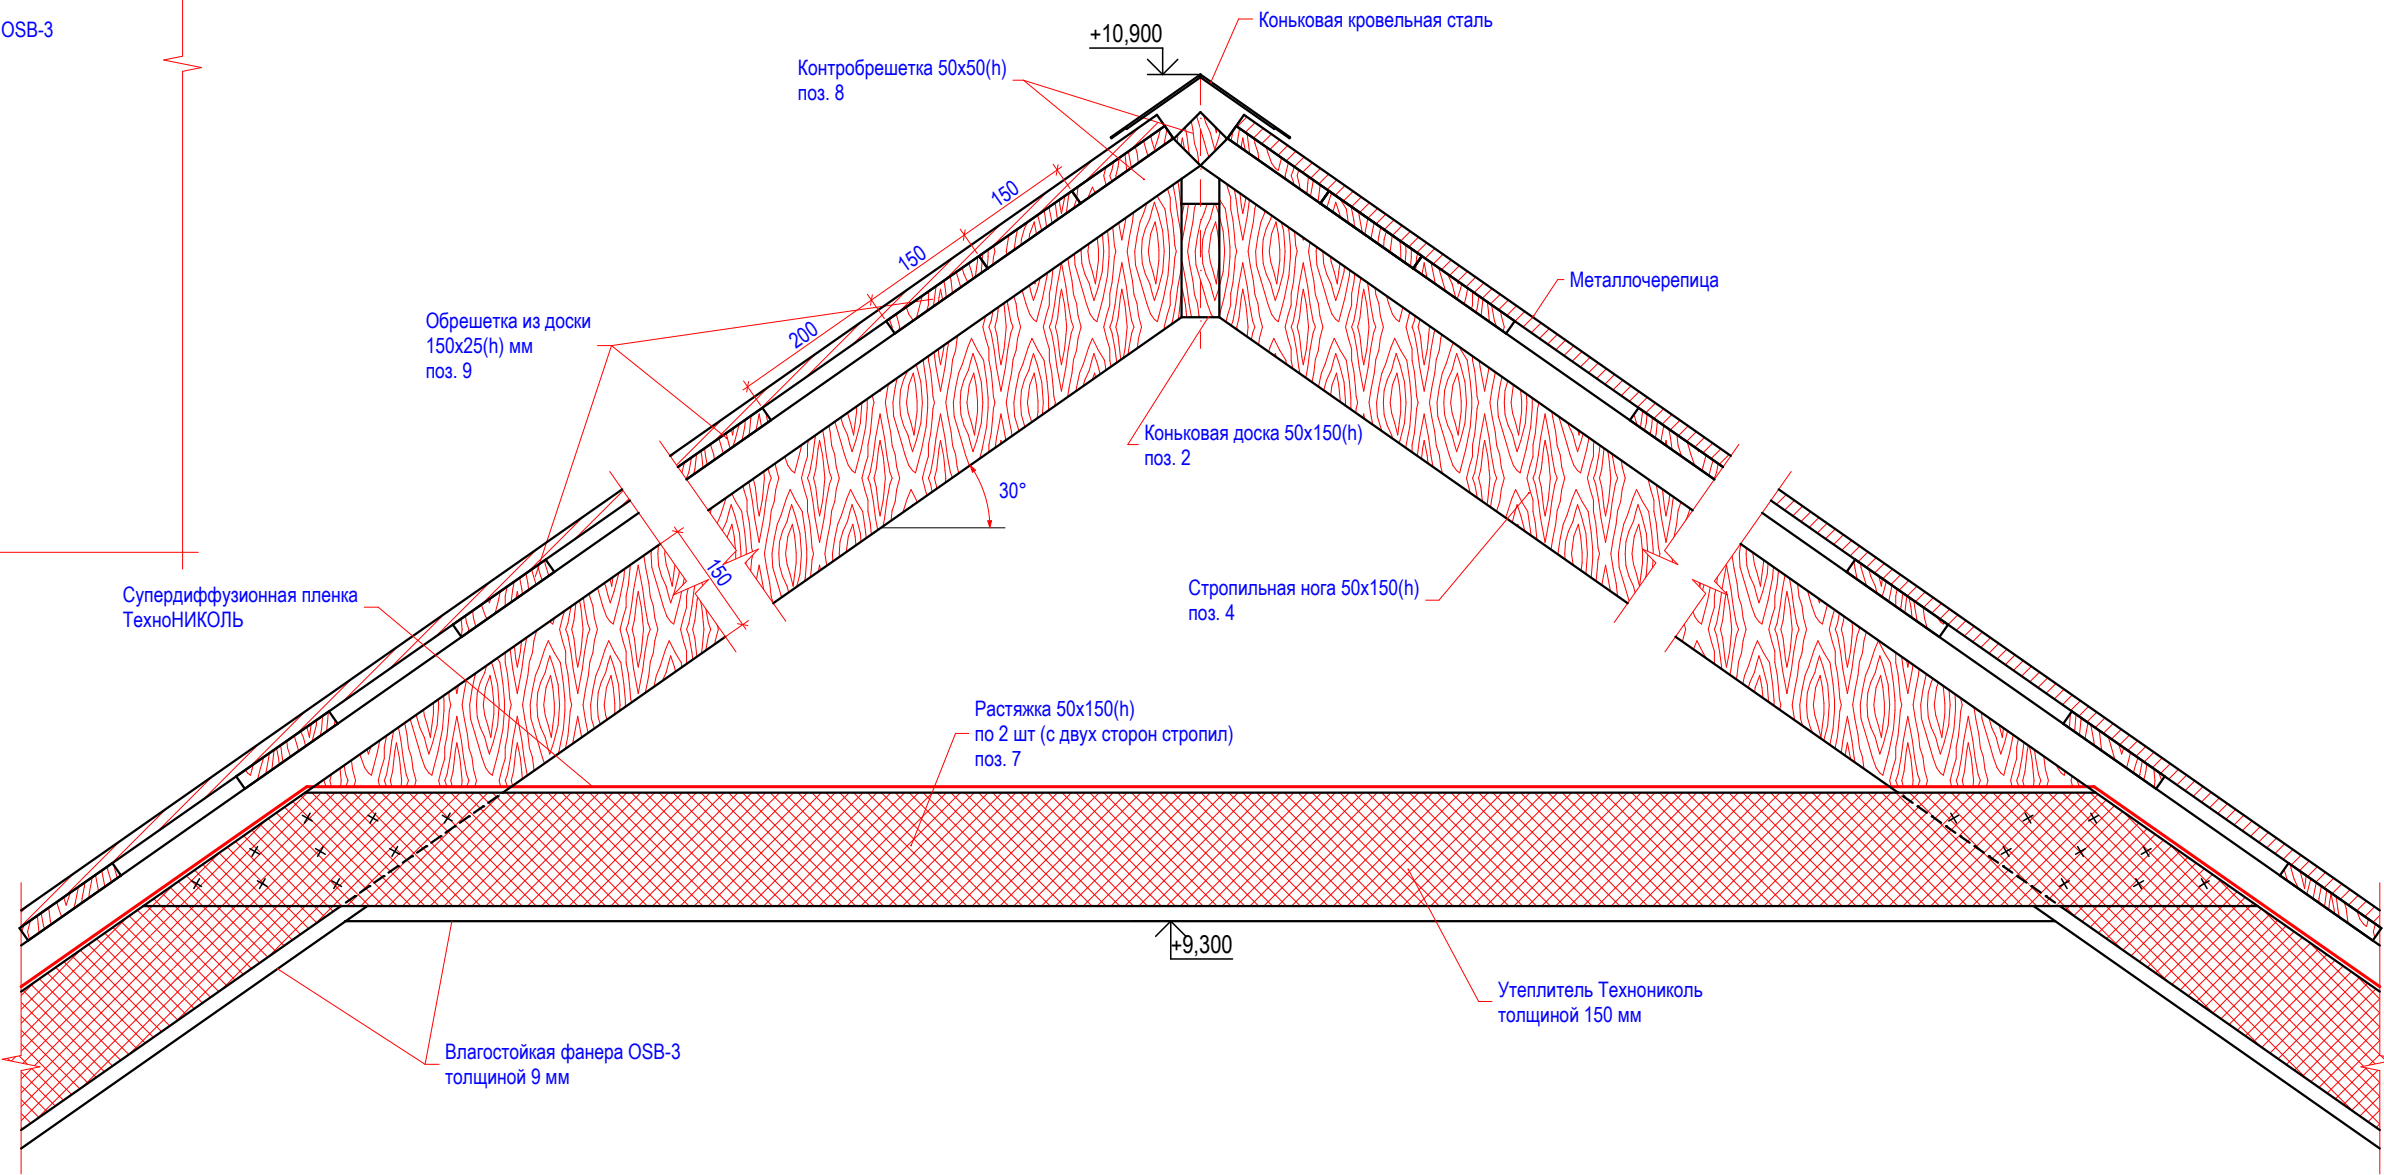 OSB-3
+10,900
Коньковая кровельная сталь
Контробрешетка 50х50(h)
поз. 8
150
150
200
Обрешетка из доски
150х25(h) мм
поз. 9
Металлочерепица
Коньковая доска 50х150(h)
поз. 2
30°
150
Супердиффузионная пленка
ТехноНИКОЛЬ
Стропильная нога 50х150(h)
поз. 4
Растяжка 50х150(h)
по 2 шт (с двух сторон стропил)
поз. 7
+9,300
Утеплитель Технониколь
толщиной 150 мм
Влагостойкая фанера OSB-3
толщиной 9 мм